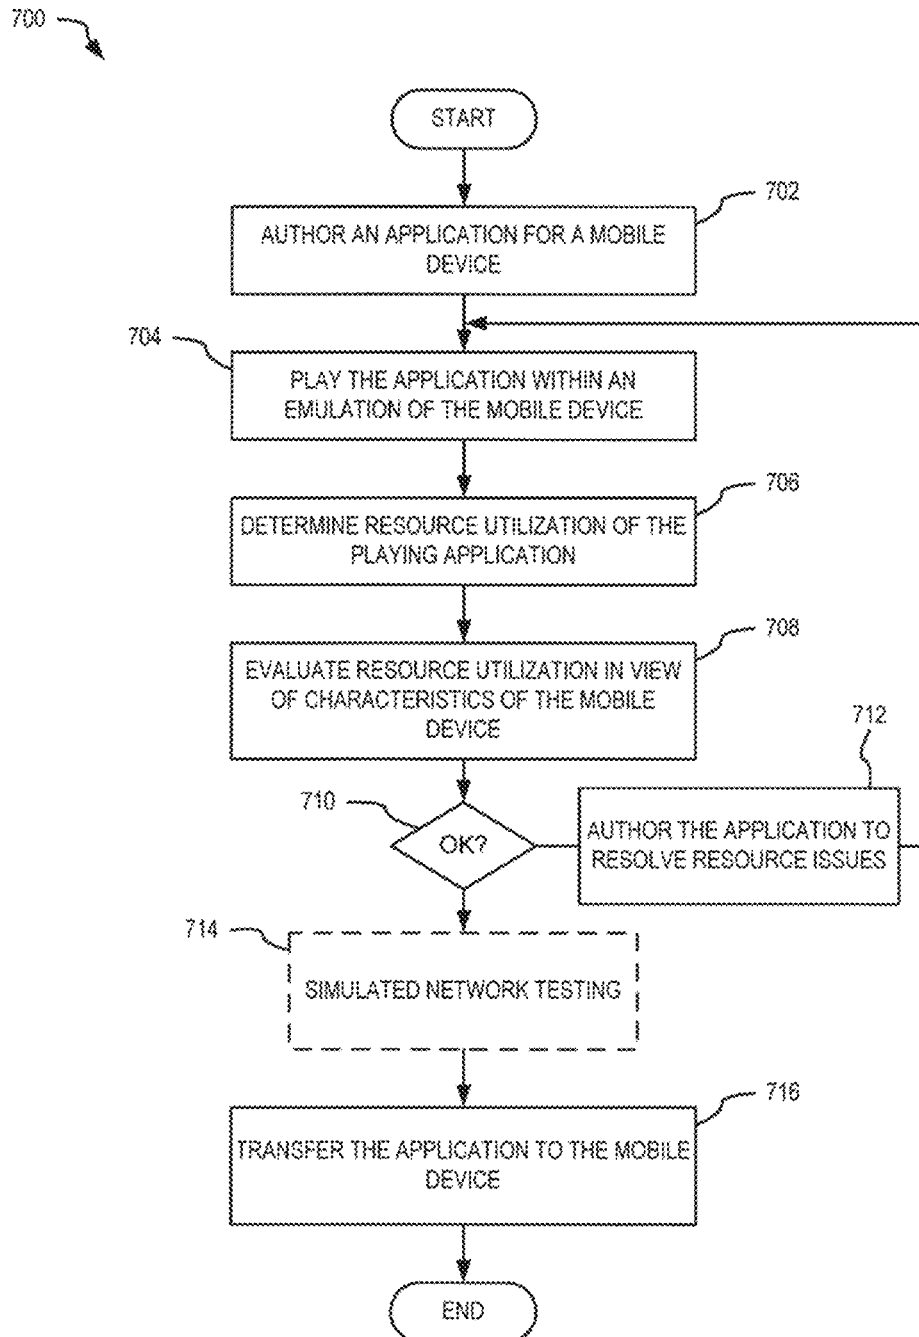 700
START
702
AUTHOR AN APPLICATION FOR A MOBILE
DEVICE
704
PLAY THE APPLICATION WITHIN AN
EMULATION OF THE MOBILE DEVICE
706
DETERMINE RESOURCE UTILIZATION OF THE
PLAYING APPLICATION
708
EVALUATE RESOURCE UTILIZATION IN VIEW
OF CHARACTERISTICS OF THE MOBILE
DEVICE
712
710
OK?
AUTHOR THE APPLICATION TO
RESOLVE RESOURCE ISSUES
714
SIMULATED NETWORK TESTING
716
TRANSFER THE APPLICATION TO THE MOBILE
DEVICE
END